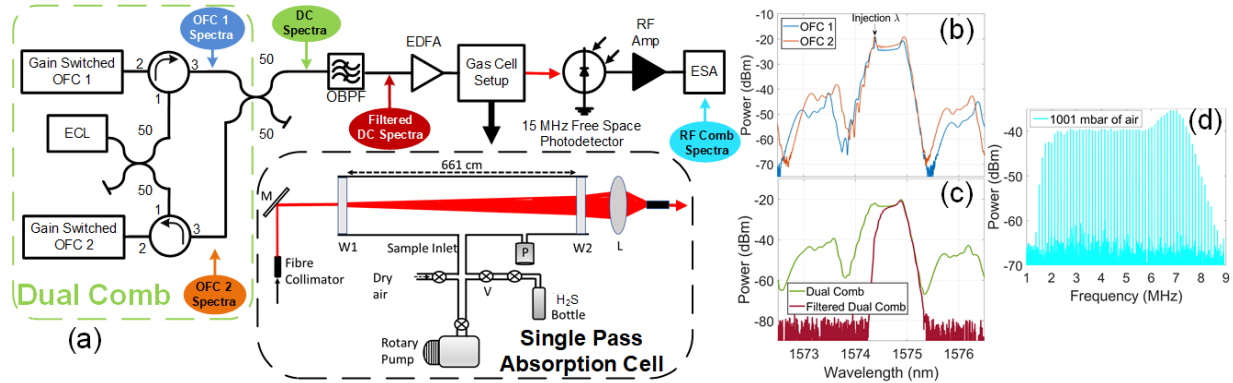 OFC 1
Spectra
DC
Spectra
50
Gain Switched
OFC 1
2
3
1
50
ECL
50
1
Gain Switched
OFC 2
2
3
OFC 2
Spectra
Dual Comb
(a)
50
OBPF
Filtered
DC Spectra
EDFA
Gas Cell
Setup
15 MHz Free Space
Photodetector
RF
Amp
ESA
RF Comb
Spectra
661 cm
M
W1
W2
L
Sample Inlet
P
Fibre
Collimator
Dry
air
V
H2S
Bottle
Rotary
Pump
Single Pass
Absorption Cell
Injection λ
OFC 1
OFC 2
(b)
Power (dBm)
-10
-20
-30
-40
-50
-60
-70
(c)
Power (dBm)
-20
-40
-60
-80
Dual Comb
Filtered Dual Comb
1573
1574
1575
1576
Wavelength (nm)
(d)
1001 mbar of air
Power (dBm)
-40
-50
-60
-70
1
2
3
4
5
6
7
8
9
Frequency (MHz)